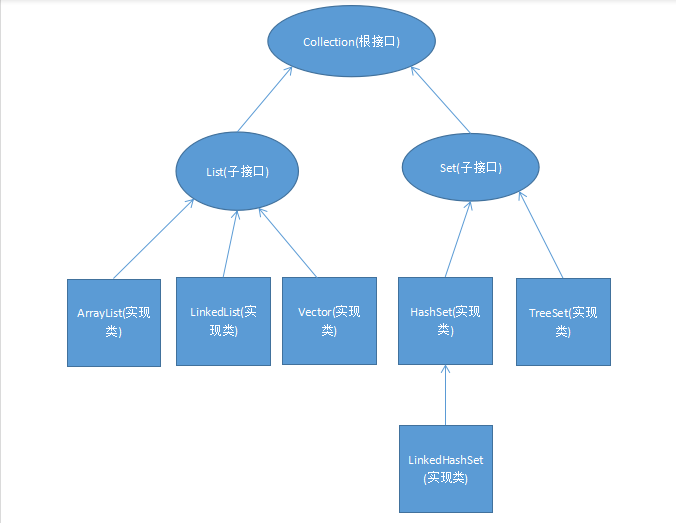 Collection(根接口)
List(子接口)
Set(子接口)
ArrayList(实现
类)
LinkedList(实
现类)
Vector(实现
类)
HashSet(实现
类)
TreeSet(实现
类)
LinkedHashSet
(实现类)